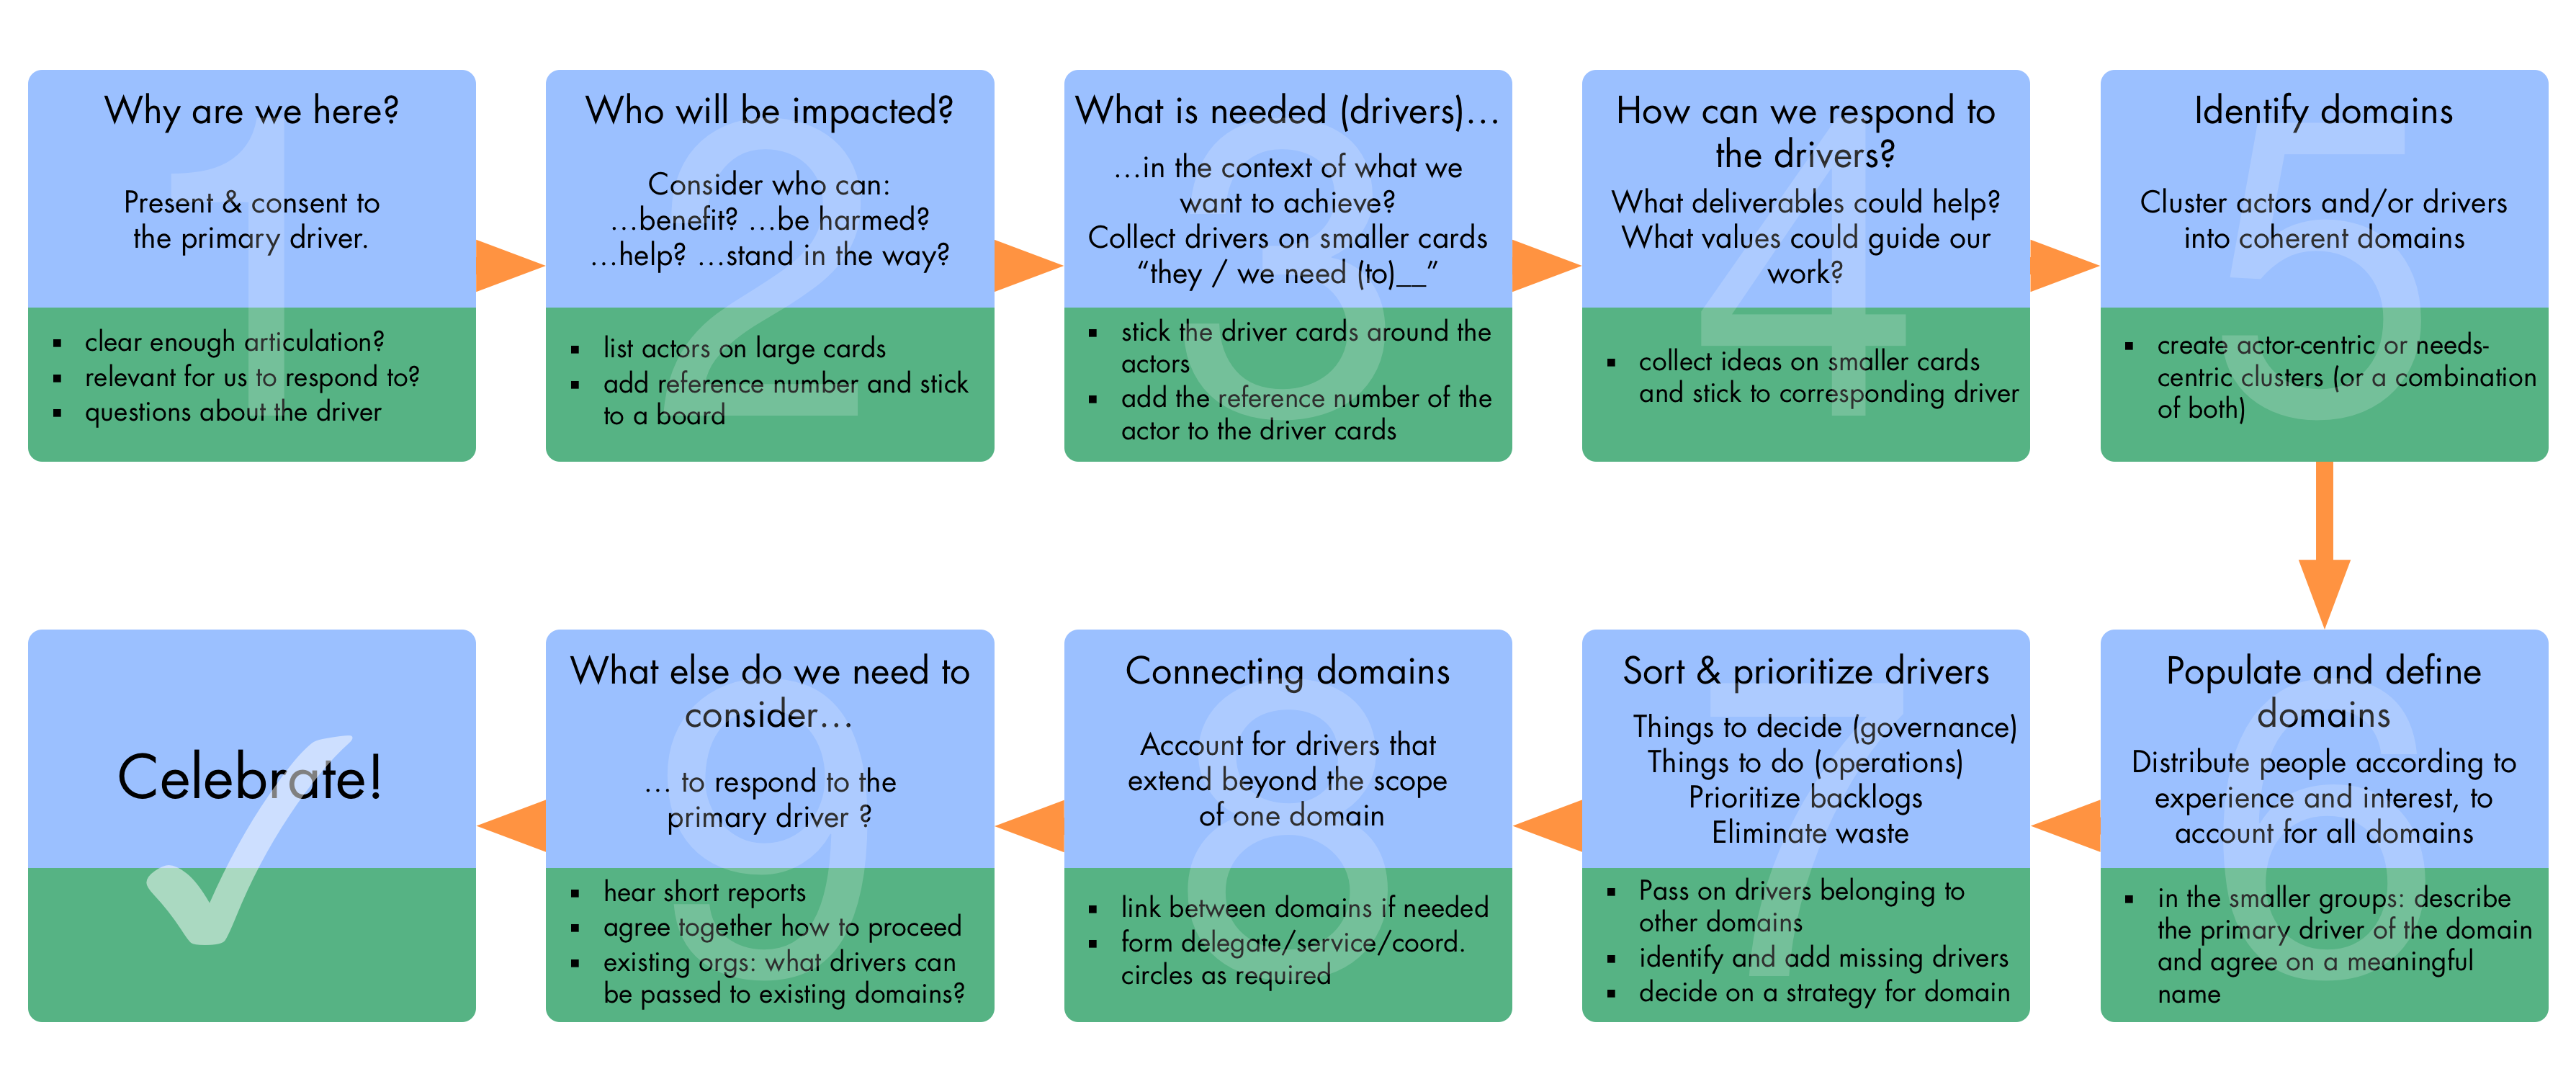 1
Why are we here?
Present & consent to
the primary driver.
▪ clear enough articulation?
▪ relevant for us to respond to?
▪ questions about the driver
2
Who will be impacted?
Consider who can:
…benefit? …be harmed?
…help? …stand in the way?
▪ list actors on large cards
▪ add reference number and stick
to a board
3
What is needed (drivers)…
…in the context of what we
want to achieve?
Collect drivers on smaller cards
“they / we need (to)__”
▪ stick the driver cards around the
actors
▪ add the reference number of the
actor to the driver cards
4
How can we respond to
the drivers?
What deliverables could help?
What values could guide our
work?
▪ collect ideas on smaller cards
and stick to corresponding driver
5
Identify domains
Cluster actors and/or drivers
into coherent domains
▪ create actor-centric or needs-
centric clusters (or a combination
of both)
6
Populate and define
domains
Distribute people according to
experience and interest, to
account for all domains
▪ in the smaller groups: describe
the primary driver of the domain
and agree on a meaningful
name
7
Sort & prioritize drivers
Things to decide (governance)
Things to do (operations)
Prioritize backlogs
Eliminate waste
▪ Pass on drivers belonging to
other domains
▪ identify and add missing drivers
▪ decide on a strategy for domain
8
Connecting domains
Account for drivers that
extend beyond the scope
of one domain
▪ link between domains if needed
▪ form delegate/service/coord.
circles as required
9
What else do we need to
consider…
… to respond to the
primary driver ?
▪ hear short reports
▪ agree together how to proceed
▪ existing orgs: what drivers can
be passed to existing domains?
Celebrate!
✓